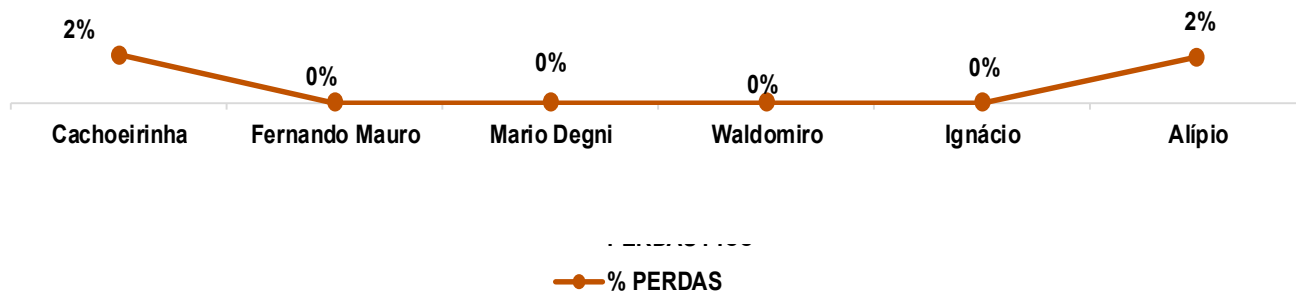 2% 0% 0% 0% 0% 2%
Cachoeirinha Fernando Mauro Mario Degni Waldomiro Ignácio Alípio
% PERDAS